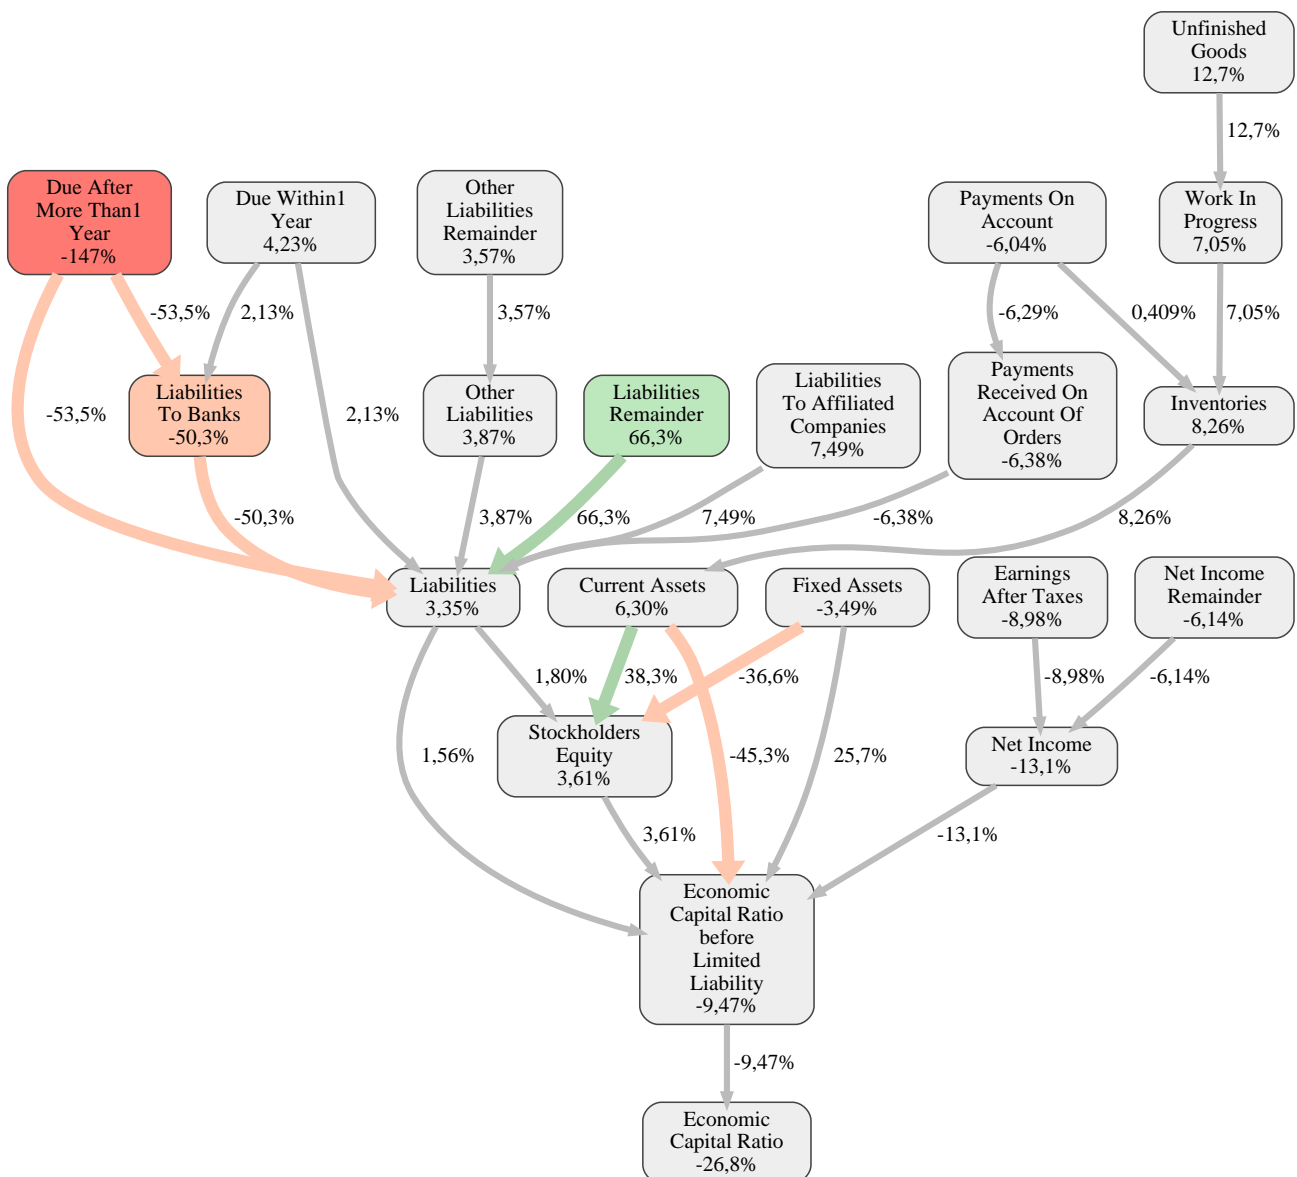 Unfinished
Goods
12,7%
12,7%
Due After
More Than1
Year
-147%
Due Within1
Year
4,23%
Other
Liabilities
Remainder
3,57%
Payments On
Account
-6,04%
Work In
Progress
7,05%
-53,5%
2,13%
3,57%
-6,29%
0,409%
7,05%
Liabilities
To Banks
-50,3%
Other
Liabilities
3,87%
Liabilities
Remainder
66,3%
Liabilities
To Affiliated
Companies
7,49%
Payments
Received On
Account Of
Orders
-6,38%
Inventories
8,26%
-53,5%
2,13%
-50,3%
3,87%
66,3%
7,49%
-6,38%
8,26%
Liabilities
3,35%
Current Assets
6,30%
Fixed Assets
-3,49%
Earnings
After Taxes
-8,98%
Net Income
Remainder
-6,14%
1,80%
38,3%
-36,6%
-8,98%
-6,14%
Stockholders
Equity
3,61%
Net Income
-13,1%
1,56%
-45,3%
25,7%
3,61%
-13,1%
Economic
Capital Ratio
before
Limited
Liability
-9,47%
-9,47%
Economic
Capital Ratio
-26,8%